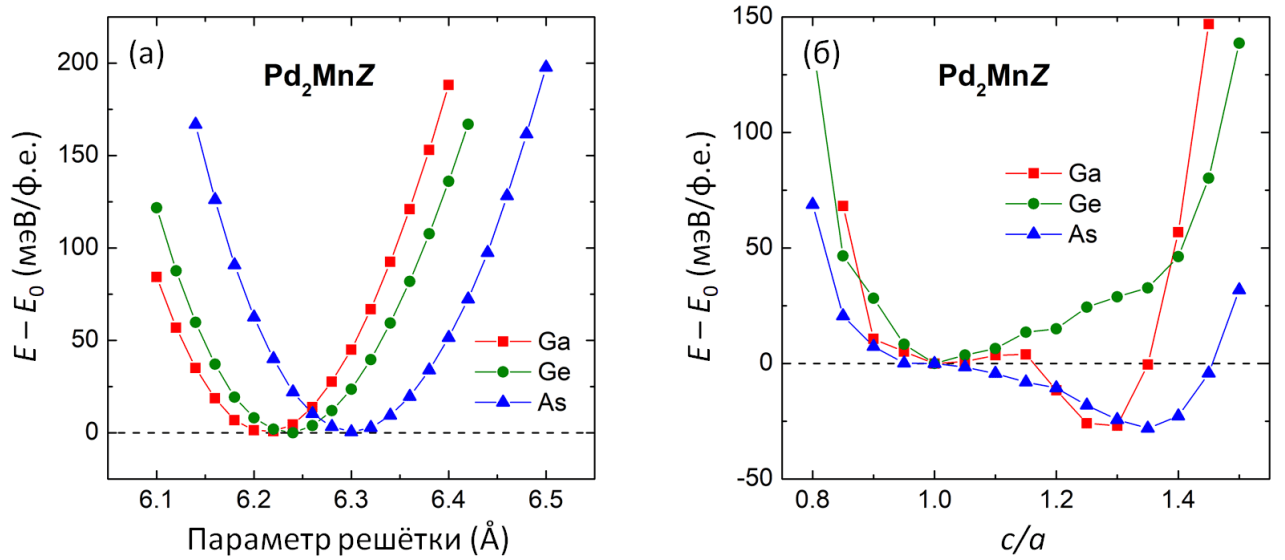 (а)
Pd2MnZ
E – E0 (мэВ/ф.е.)
200
150
100
50
0
Ga
Ge
As
6.1 6.2 6.3 6.4 6.5
Параметр решётки (Å)
(б)
Pd2MnZ
E – E0 (мэВ/ф.е.)
150
100
50
0
-50
Ga
Ge
As
0.8 1.0 1.2 1.4
c/a